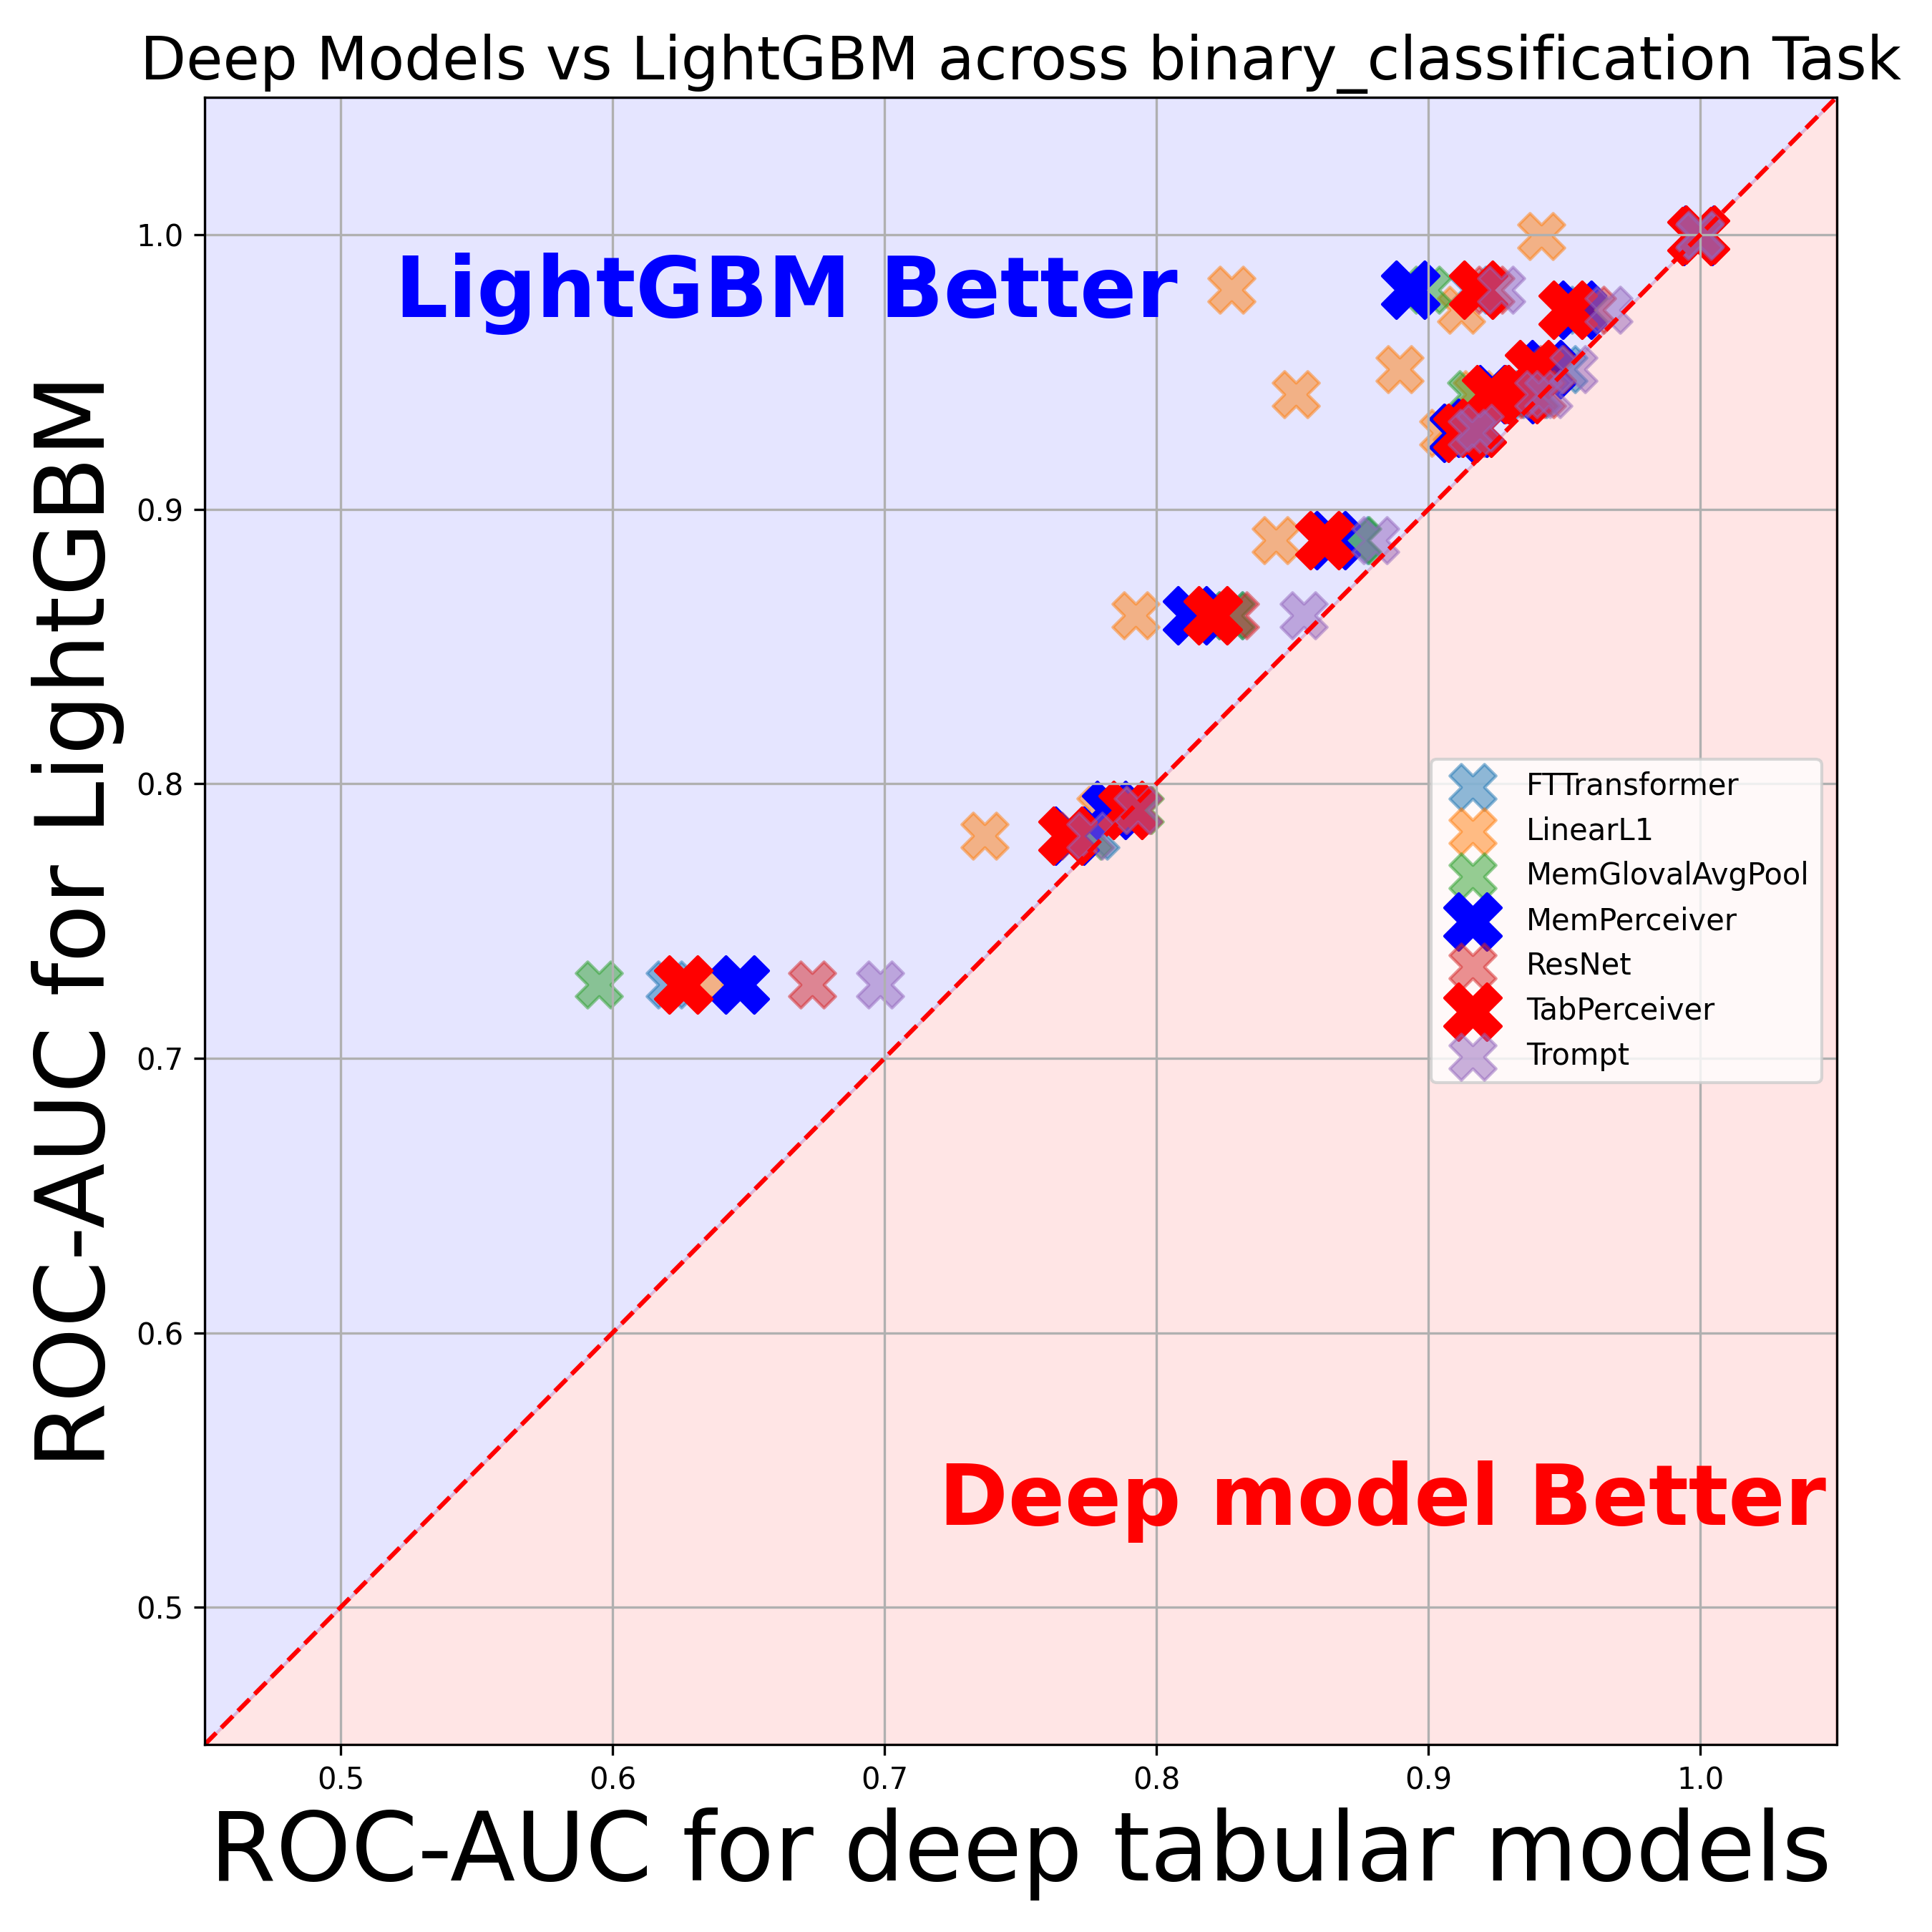 Deep Models vs LightGBM across binary_classification Task
ROC-AUC for LightGBM
1.0
0.9
0.8
0.7
0.6
0.5
LightGBM Better
FTTransformer
LinearL1
MemGlovalAvgPool
MemPerceiver
ResNet
TabPerceiver
Trompt
Deep model Better
0.5 0.6 0.7 0.8 0.9 1.0
ROC-AUC for deep tabular models